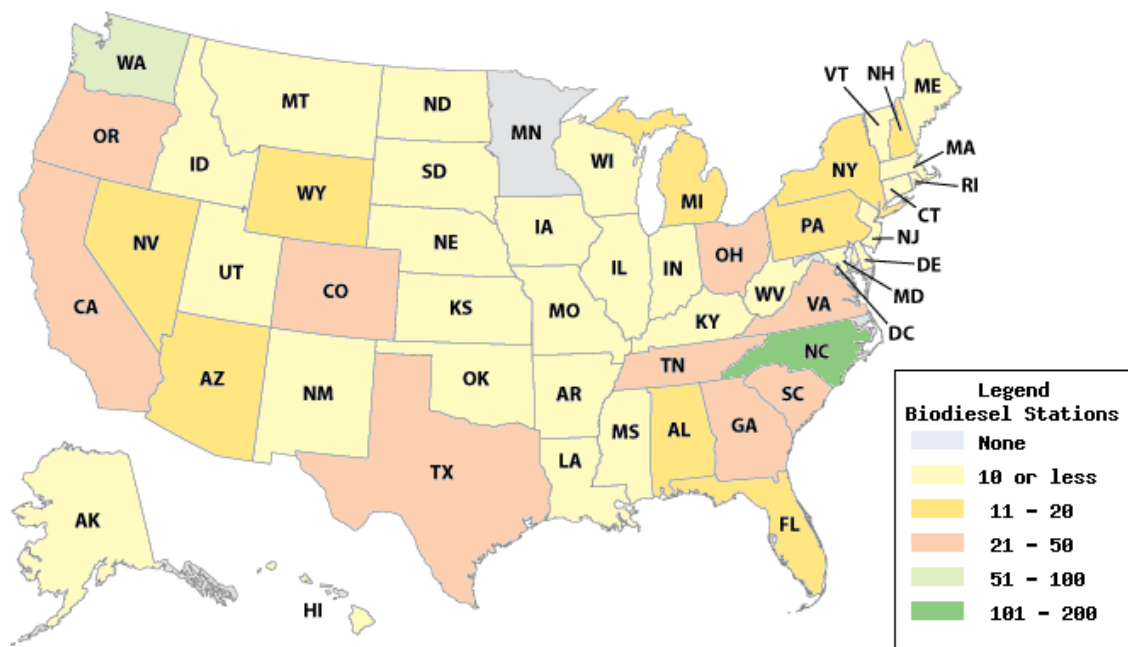 WA
MT
ND
MN
VT
NH
ME
OR
ID
SD
WI
NY
MA
RI
WY
MI
CT
NV
UT
NE
IA
PA
NJ
CA
CO
KS
IL
IN
OH
DE
MD
WV
VA
DC
MO
KY
AZ
NM
OK
AR
TN
NC
SC
TX
LA
MS
AL
GA
FL
AK
HI
Legend
Biodiesel Stations
None
10 or less
11 - 20
21 - 50
51 - 100
101 - 200